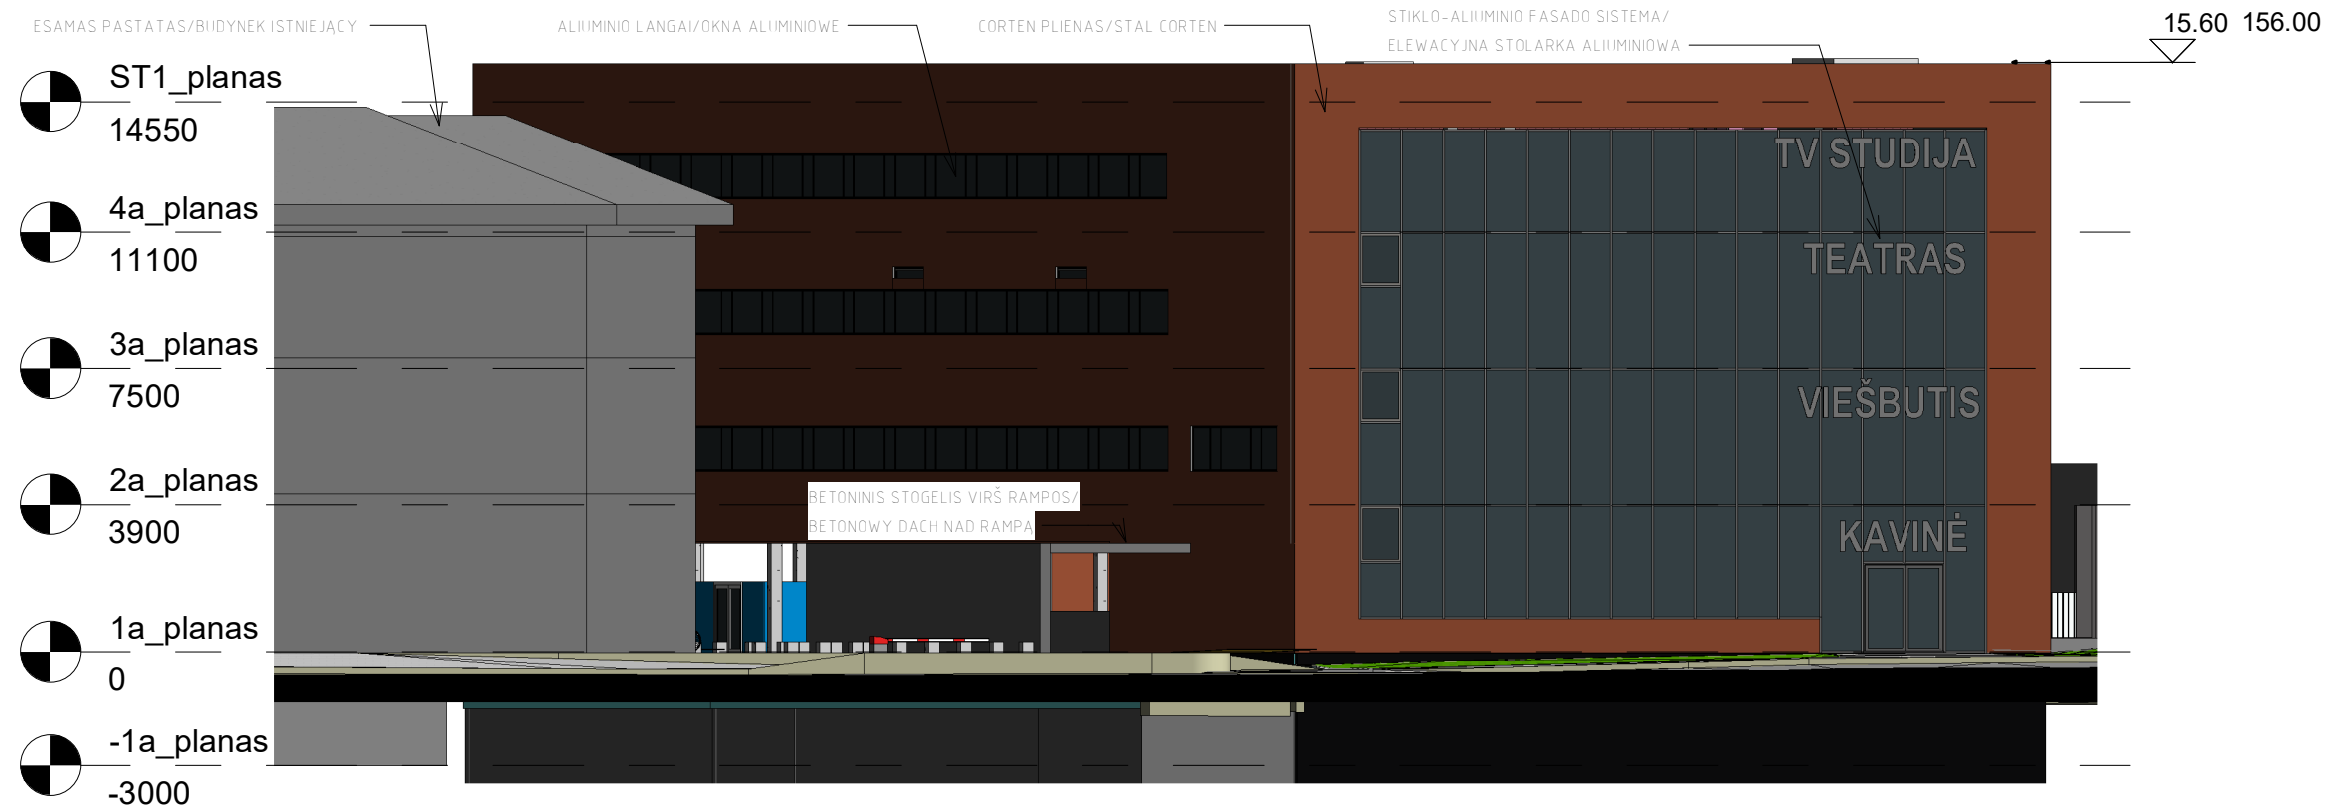 ESAMAS PASTATAS/BUDYNEK ISTNIEJĄCY
ALIUMINIO LANGAI/OKNA ALUMINIOWE
CORTEN PLIENAS/STAL CORTEN
STIKLO-ALIUMINIO FASADO SISTEMA/
ELEWACYJNA STOLARKA ALIUMINIOWA
15.60 156.00
ST1_planas
14550
TV STUDIJA
4a_planas
11100
TEATRAS
3a_planas
7500
VIEŠBUTIS
2a_planas
3900
BETONINIS STOGELIS VIRŠ RAMPOS/
BETONOWY DACH NAD RAMPĄ
KAVINĖ
1a_planas
0
-1a_planas
-3000